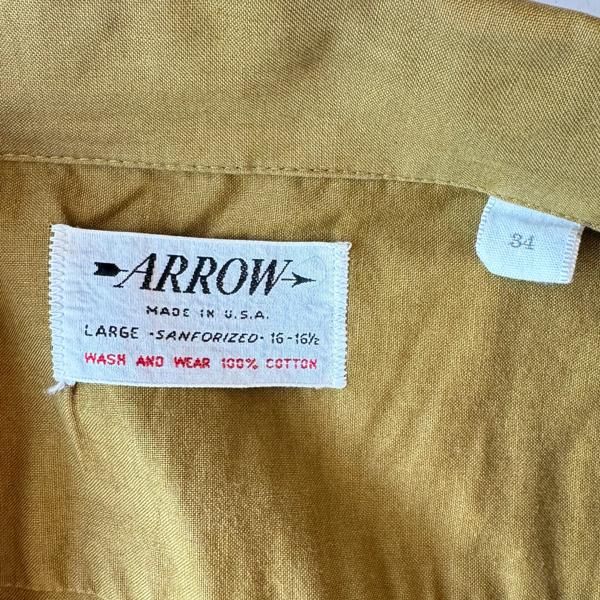 ARROW
MADE IN U.S.A.
LARGE -SANFORIZED- 16-16½
WASH AND WEAR 100% COTTON
34